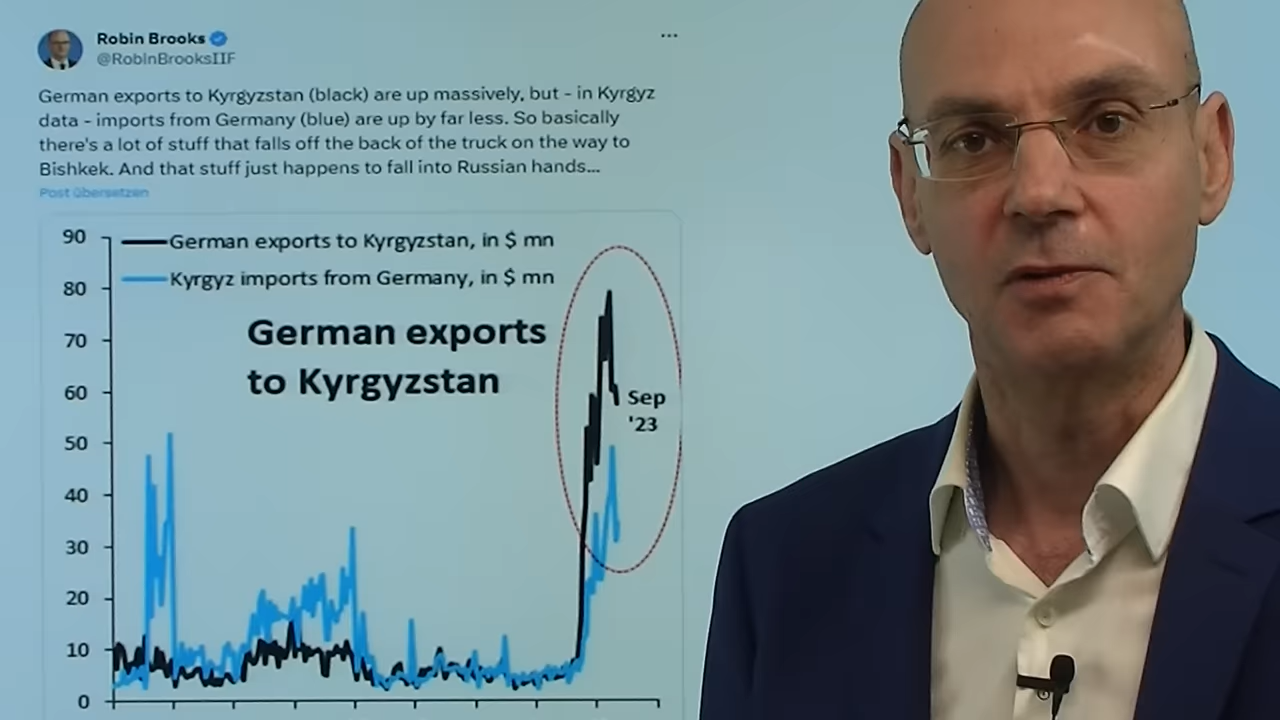 Robin Brooks
@RobinBrooksIIF
...
German exports to Kyrgyzstan (black) are up massively, but - in Kyrgyz
data - imports from Germany (blue) are up by far less. So basically
there's a lot of stuff that falls off the back of the truck on the way to
Bishkek. And that stuff just happens to fall into Russian hands...
Post übersetzen
90
German exports to Kyrgyzstan, in $ mn
80
Kyrgyz imports from Germany, in $ mn
German exports
to Kyrgyzstan
70
60
Sep
'23
50
40
30
20
10
0